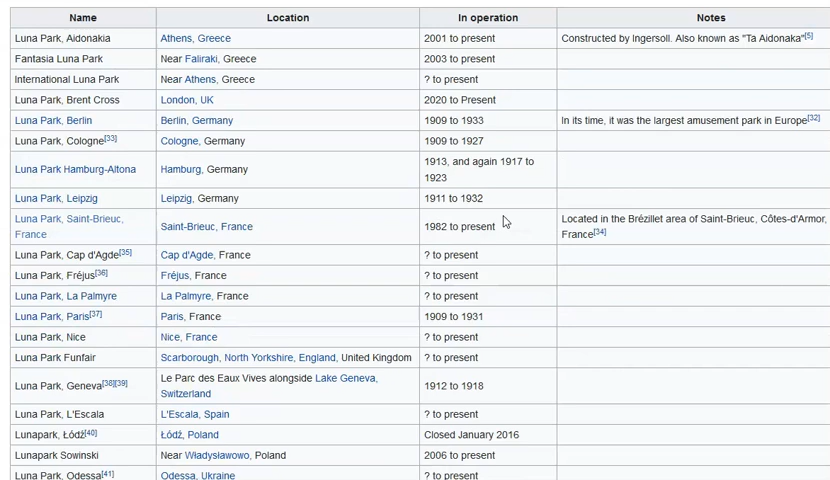 Name Location In operation Notes
Luna Park, Aidonakia Athens, Greece 2001 to present Constructed by Ingersoll. Also known as "Ta Aidonaka"[5]
Fantasia Luna Park Near Faliraki, Greece 2003 to present
International Luna Park Near Athens, Greece ? to present
Luna Park, Brent Cross London, UK 2020 to Present
Luna Park, Berlin Berlin, Germany 1909 to 1933 In its time, it was the largest amusement park in Europe[32]
Luna Park, Cologne[33] Cologne, Germany 1909 to 1927
Luna Park Hamburg-Altona Hamburg, Germany 1913, and again 1917 to
1923
Luna Park, Leipzig Leipzig, Germany 1911 to 1932
Luna Park, Saint-Brieuc,
France Saint-Brieuc, France 1982 to present Located in the Brézillet area of Saint-Brieuc, Côtes-d'Armor,
France[34]
Luna Park, Cap d'Agde[35] Cap d'Agde, France ? to present
Luna Park, Fréjus[36] Fréjus, France ? to present
Luna Park, La Palmyre La Palmyre, France ? to present
Luna Park, Paris[37] Paris, France 1909 to 1931
Luna Park, Nice Nice, France ? to present
Luna Park Funfair Scarborough, North Yorkshire, England, United Kingdom ? to present
Luna Park, Geneva[38][39] Le Parc des Eaux Vives alongside Lake Geneva,
Switzerland 1912 to 1918
Luna Park, L'Escala L'Escala, Spain ? to present
Lunapark, Łódź[40] Łódź, Poland Closed January 2016
Lunapark Sowinski Near Władysławowo, Poland 2006 to present
Luna Park, Odessa[41] Odessa, Ukraine ? to present